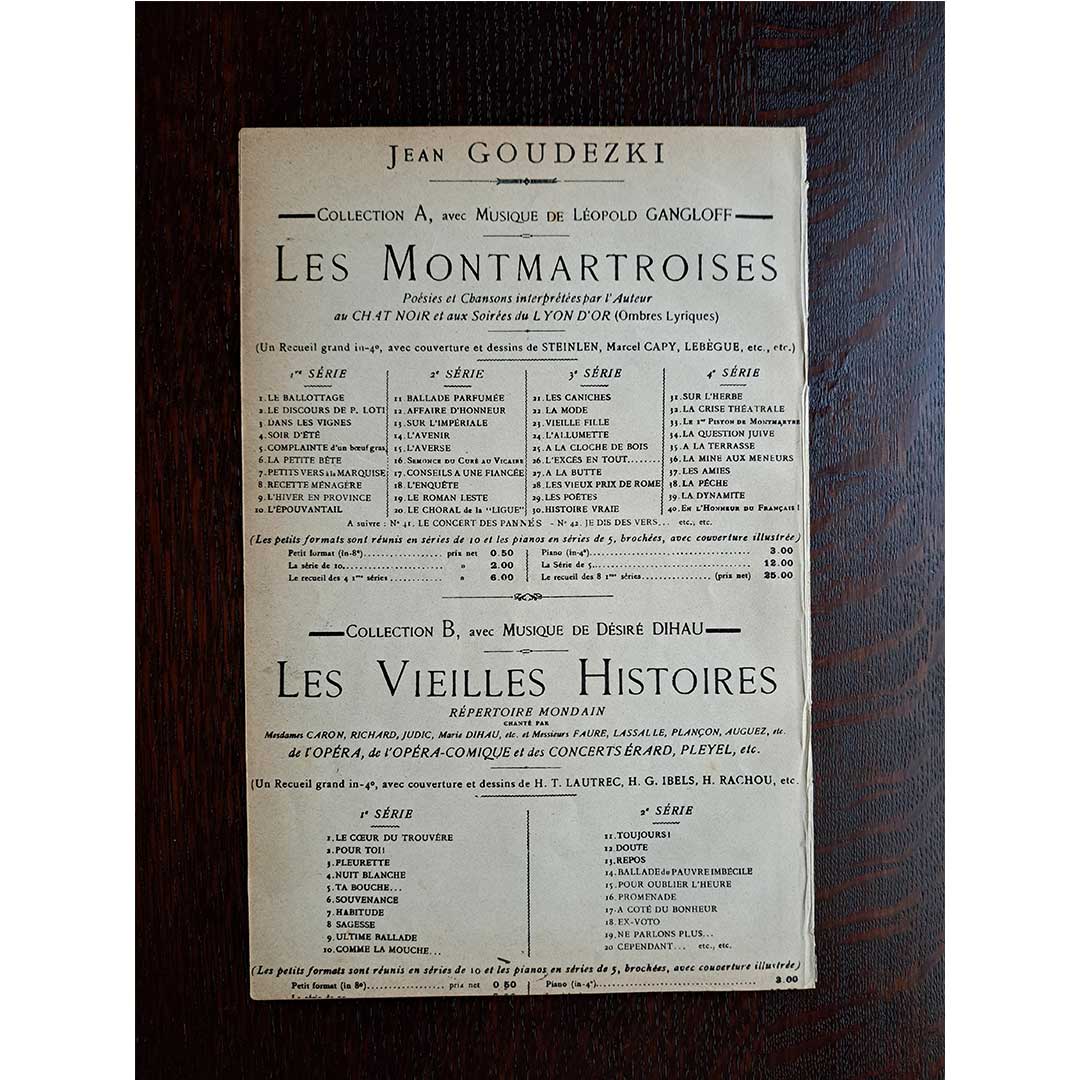 JEAN GOUDEZKI
COLLECTION A, avec MUSIQUE DE LÉOPOLD GANGLOFF
LES MONTMARTROISES
Poésies et Chansons interprétées par l'Auteur
au CHAT NOIR et aux Soirées du LYON D'OR (Ombres Lyriques)
(Un Recueil grand in-4º, avec couverture et dessins de STEINLEN, Marcel CAPY, LEBÈGUE, etc., etc.)
1re SÉRIE
1. LE BALLOTTAGE
2. LE DISCOURS DE P. LOTI
3. DANS LES VIGNES
4. SOIR D'ÉTÉ
5. COMPLAINTE d'un bœuf gras
6. LA PETITE BÊTE
7. PETITS VERS à la MARQUISE
8. RECETTE MÉNAGÈRE
9. L'HIVER EN PROVINCE
10. L'ÉPOUVANTAIL
2e SÉRIE
11. BALLADE PARFUMÉE
12. AFFAIRE D'HONNEUR
13. SUR L'IMPÉRIALE
14. L'AVENIR
15. L'AVERSE
16. SEMONCE DU CURÉ AU VICAIRE
17. CONSEILS A UNE FIANCÉE
18. L'ENQUÊTE
19. LE ROMAN LESTE
20. LE CHORAL de la "LIGUE"
3e SÉRIE
21. LES CANICHES
22. LA MODE
23. VIEILLE FILLE
24. L'ALLUMETTE
25. A LA CLOCHE DE BOIS
26. L'EXCÉS EN TOUT........
27. A LA BUTTE
28. LES VIEUX PRIX DE ROME
29. LES POÈTES
30. HISTOIRE VRAIE
4e SÉRIE
31. SUR L'HERBE
32. LA CRISE THÉATRALE
33. LE 1er PISTON DE MONTMARTRE
34. LA QUESTION JUIVE
35. A LA TERRASSE
36. LA MINE AUX MENEURS
37. LES AMIES
38. LA PÊCHE
39. LA DYNAMITE
40. EN L'HONNEUR DU FRANÇAIS !
A suivre : Nº 41. LE CONCERT DES PANNÉS - Nº 42. JE DIS DES VERS... etc., etc.
(Les petits formats sont réunis en séries de 10 et les pianos en séries de 5, brochées, avec couverture illustrée)
Petit format (in-8º) prix net 0.50
La série de 10 » 2.00
Le recueil des 4 1res séries » 6.00
Piano (in-4º) 3.00
La Série de 5 12.00
Le recueil des 8 1res séries (prix net) 25.00
COLLECTION B, avec MUSIQUE DE DÉSIRÉ DIHAU
LES VIEILLES HISTOIRES
RÉPERTOIRE MONDAIN
CHANTÉ PAR
Mesdames CARON, RICHARD, JUDIC, Marie DIHAU, etc. et Messieurs FAURE, LASSALLE, PLANÇON, AUGUEZ, etc.
de l'OPÉRA, de l'OPÉRA-COMIQUE et des CONCERTS ÉRARD, PLEYEL, etc.
(Un Recueil grand in-4º, avec couverture et dessins de H. T. LAUTREC, H. G. IBELS, H. RACHOU, etc.
1e SÉRIE
1. LE CŒUR DU TROUVÈRE
2. POUR TOI!
3. FLEURETTE
4. NUIT BLANCHE
5. TA BOUCHE...
6. SOUVENANCE
7. HABITUDE
8 SAGESSE
9. ULTIME BALLADE
10. COMME LA MOUCHE...
2e SÉRIE
11. TOUJOURS!
12 DOUTE
13. REPOS
14. BALLADE du PAUVRE IMBÉCILE
15. POUR OUBLIER L'HEURE
16. PROMENADE
17. A COTÉ DU BONHEUR
18. EX-VOTO
19. NE PARLONS PLUS...
20 CEPENDANT... etc., etc.
(Les petits formats sont réunis en séries de 10 et les pianos en séries de 5, brochées, avec couverture illustrée)
Petit format (in 8º) prix net 0 50
Piano (in-4º) 3.00